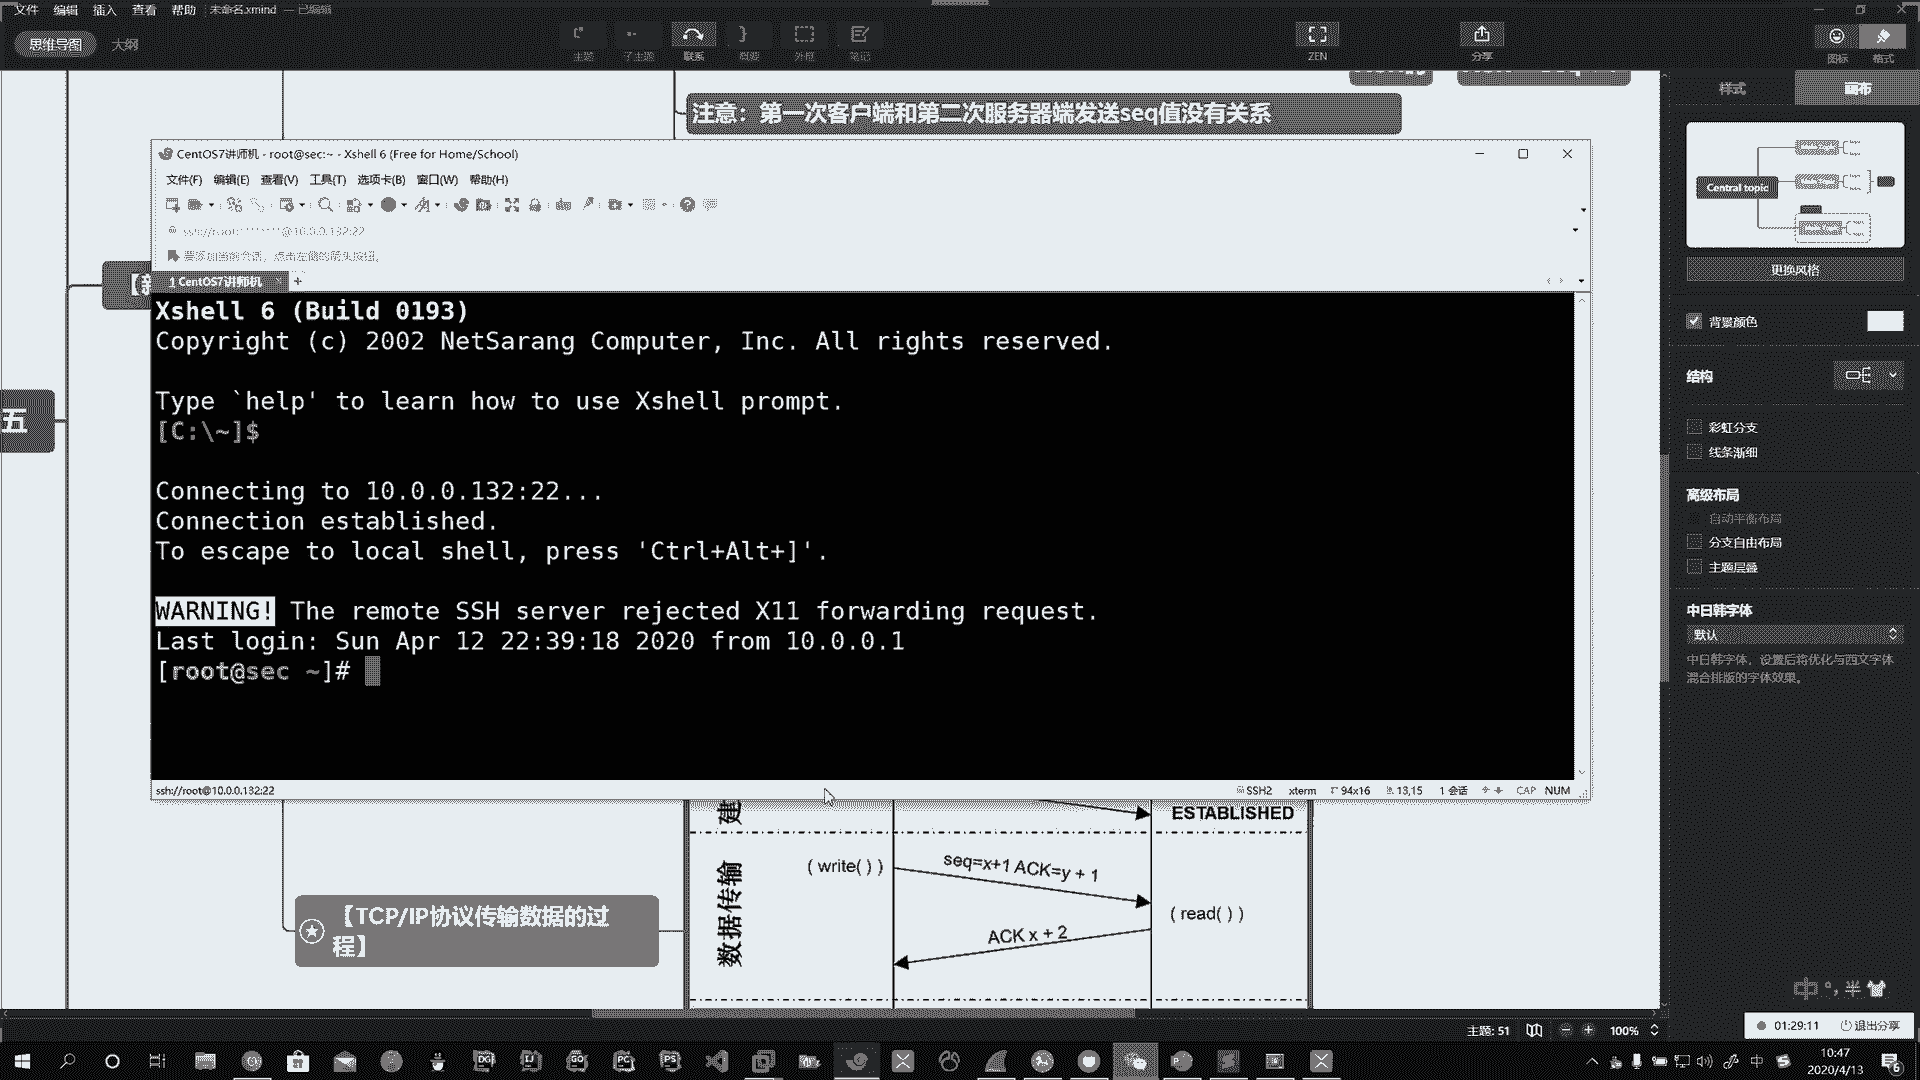 文件 编辑 插入 查看 帮助 未命名.xmind — 已编辑
思维导图 大纲
主题 子主题 联系 概要 外框 笔记 ZEN 分享 图标 格式
样式 画布
注意：第一次客户端和第二次服务器端发送seq值没有关系
CentOS7讲师机 - root@sec:~ - Xshell 6 (Free for Home/School)
文件(F) 编辑(E) 查看(V) 工具(T) 选项卡(B) 窗口(W) 帮助(H)
ssh://root:********@10.0.0.132:22
要添加当前会话，点击左侧的箭头按钮。
1 CentOS7讲师机 +
Xshell 6 (Build 0193)
Copyright (c) 2002 NetSarang Computer, Inc. All rights reserved.
Type `help' to learn how to use Xshell prompt.
[C:\~]$
Connecting to 10.0.0.132:22...
Connection established.
To escape to local shell, press 'Ctrl+Alt+]'.
WARNING! The remote SSH server rejected X11 forwarding request.
Last login: Sun Apr 12 22:39:18 2020 from 10.0.0.1
[root@sec ~]#
ssh://root@10.0.0.132:22 SSH2 xterm 94x16 13,15 1 会话 CAP NUM
五
建
ESTABLISHED
数据传输
( write( ) )
seq=x+1 ACK=y + 1
( read( ) )
ACK x + 2
【TCP/IP协议传输数据的过
程】
Central topic
更换风格
背景颜色
结构
彩虹分支
线条渐细
高级布局
自动平衡布局
分支自由布局
主题层叠
中日韩字体
默认
中日韩字体，设置后将优化与西文字体
混合排版的字体效果。
中 °, 半
主题: 51 100%
01:29:11 退出分享
中 10:47
2020/4/13
6